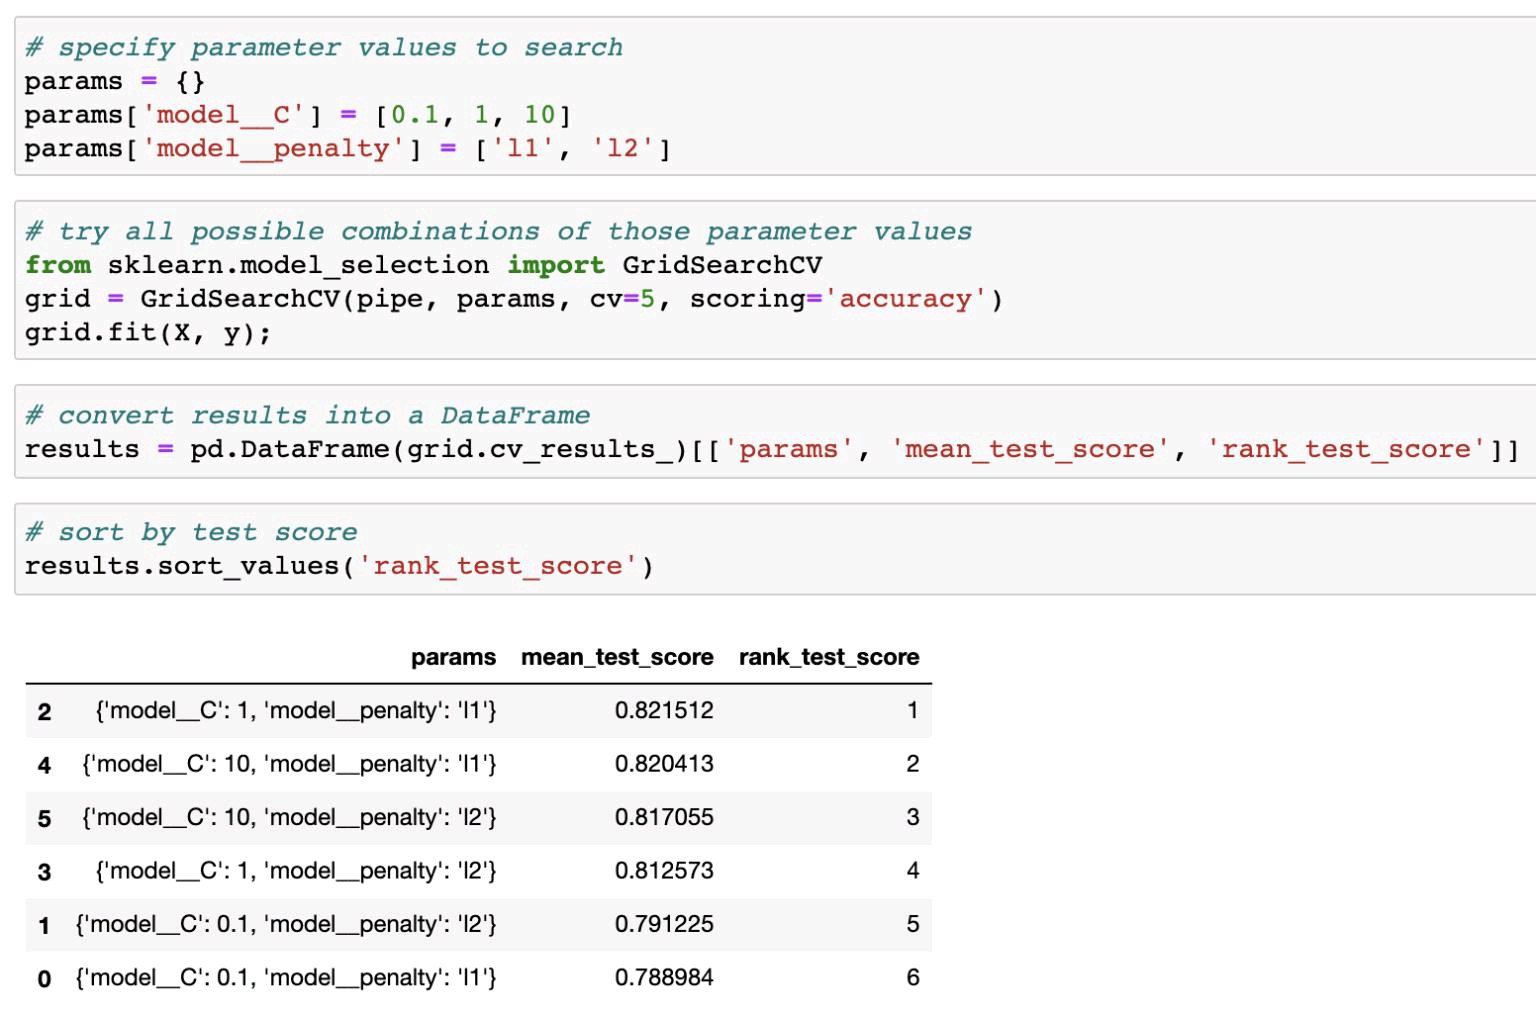 # specify parameter values to search
params = {}
params['model__C'] = [0.1, 1, 10]
params['model__penalty'] = ['l1', 'l2']
# try all possible combinations of those parameter values
from sklearn.model_selection import GridSearchCV
grid = GridSearchCV(pipe, params, cv=5, scoring='accuracy')
grid.fit(X, y);
# convert results into a DataFrame
results = pd.DataFrame(grid.cv_results_)[['params', 'mean_test_score', 'rank_test_score']]
# sort by test score
results.sort_values('rank_test_score')
params mean_test_score rank_test_score
2 {'model__C': 1, 'model__penalty': 'l1'} 0.821512 1
4 {'model__C': 10, 'model__penalty': 'l1'} 0.820413 2
5 {'model__C': 10, 'model__penalty': 'l2'} 0.817055 3
3 {'model__C': 1, 'model__penalty': 'l2'} 0.812573 4
1 {'model__C': 0.1, 'model__penalty': 'l2'} 0.791225 5
0 {'model__C': 0.1, 'model__penalty': 'l1'} 0.788984 6